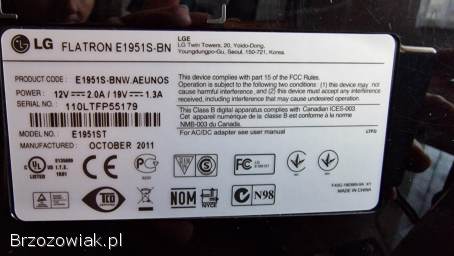 LG FLATRON E1951S-BN
LGE
LG Twin Towers, 20, Yoido-Dong,
Youngdungpo-Gu, Seoul, 150-721, Korea.
PRODUCT CODE : E1951S-BNW.AEUNOS
POWER : 12V 2.0A / 19V 1.3A
SERIAL NO : 110LTFP55179
MODEL NO : E1951ST
MANUFACTURED : OCTOBER 2011
This device complies with part 15 of the FCC Rules.
Operation is subject to the following
(1) this device may not cause harmful interference, and
(2) this device must accept any interference received, including
interference that may cause undesired operation.
This Class B digital apparatus complies with Canadian ICES-003.
Cet appareil numérique de la classe B est conforme à la norme
NMB-003 du Canada.
For AC/DC adapter see user manual
UL
US
LISTED
I.T.E.
FC
TCO
NOM
NYCE
N98
MADE IN CHINA
Brzozowiak.pl